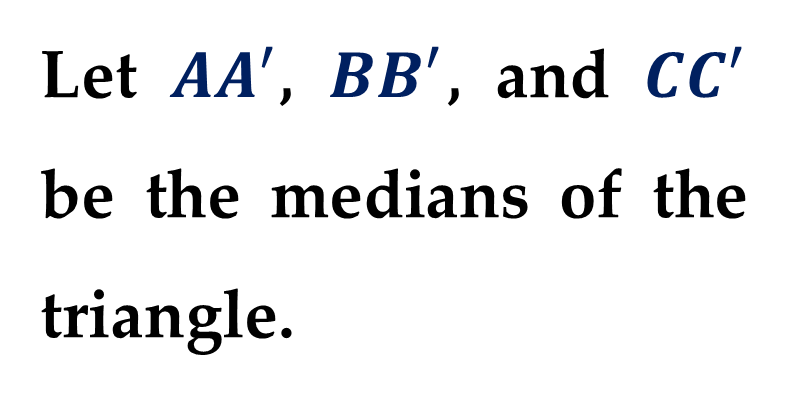 Let AA′, BB′, and CC′
be the medians of the
triangle.